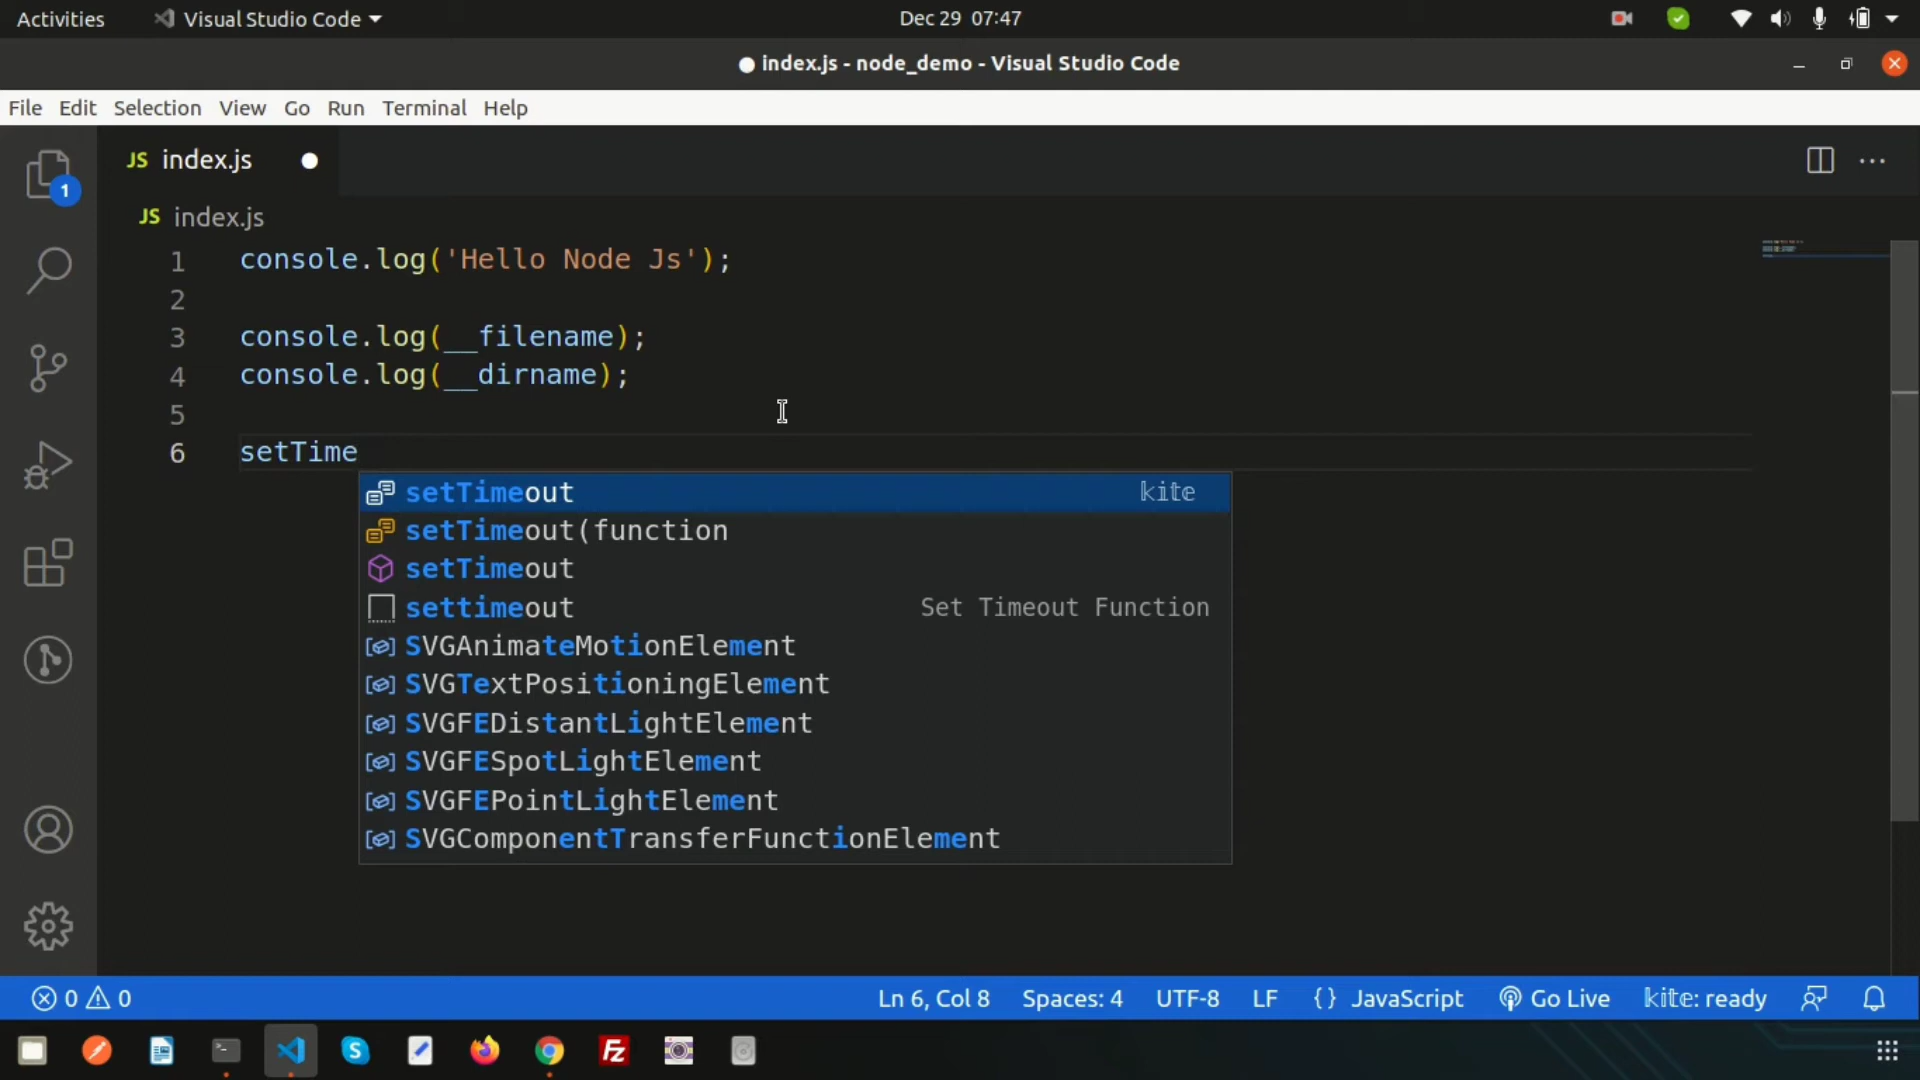 Activities Visual Studio Code Dec 29 07:47
● index.js - node_demo - Visual Studio Code
File Edit Selection View Go Run Terminal Help
JS index.js
1
JS index.js
1 console.log('Hello Node Js');
2
3 console.log(__filename);
4 console.log(__dirname);
5
6 setTime
setTimeout kite
setTimeout(function
setTimeout
settimeout Set Timeout Function
SVGAnimateMotionElement
SVGTextPositioningElement
SVGFEDistantLightElement
SVGFESpotLightElement
SVGFEPointLightElement
SVGComponentTransferFunctionElement
0 0 Ln 6, Col 8 Spaces: 4 UTF-8 LF {} JavaScript Go Live kite: ready